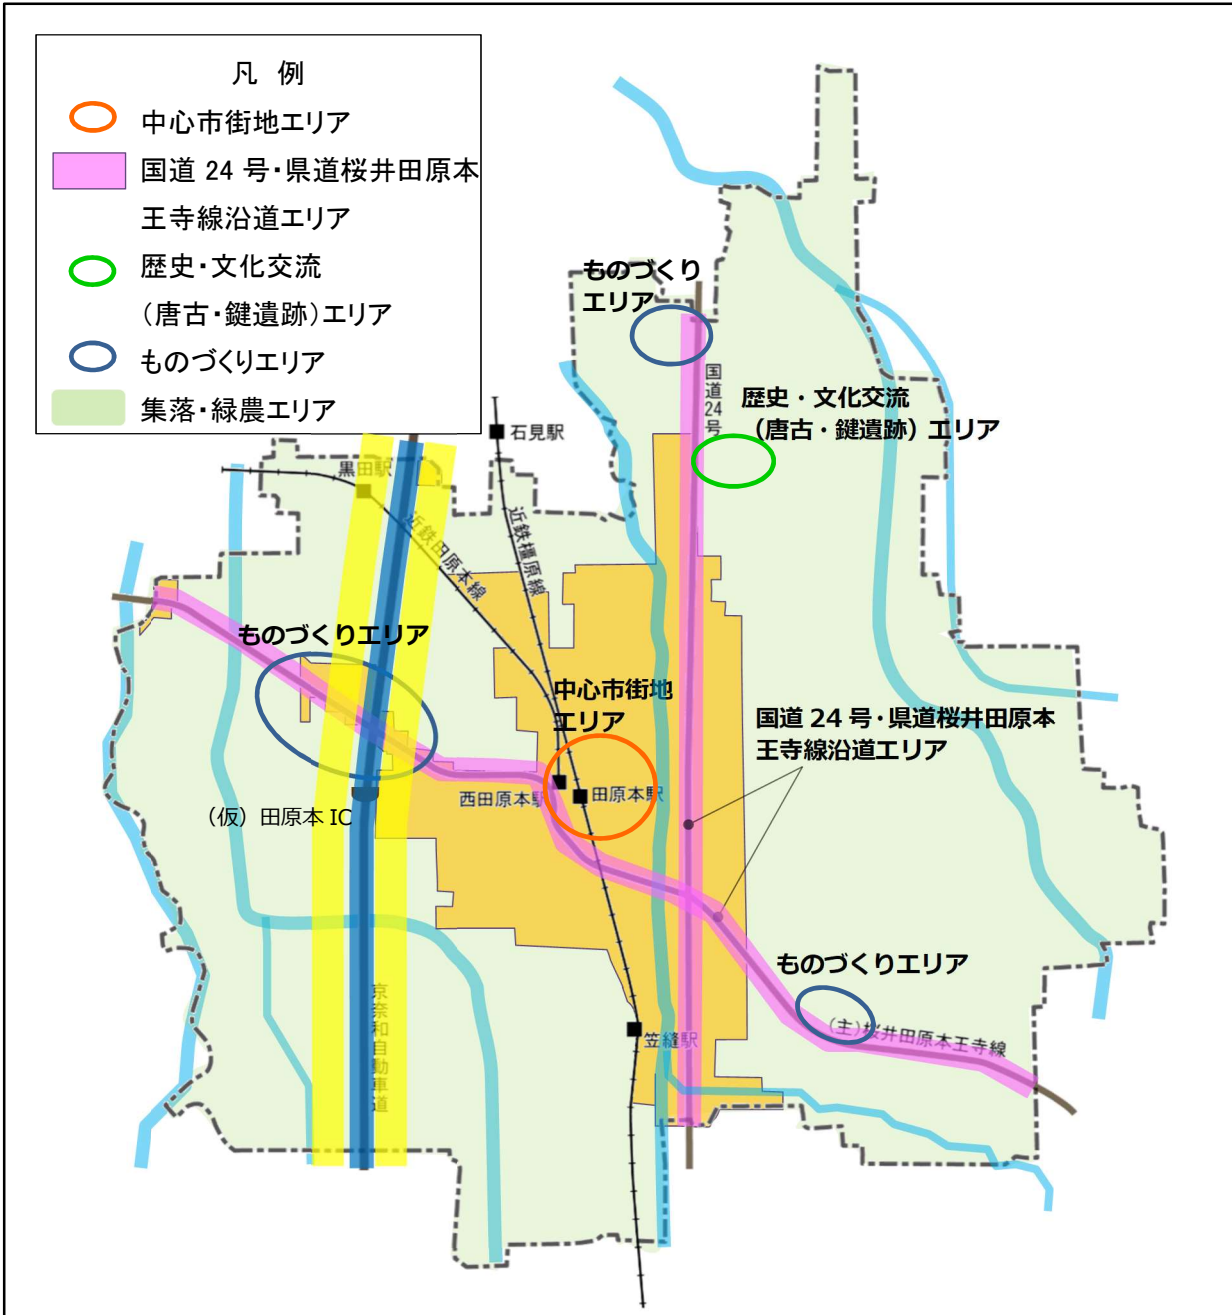 凡 例
中心市街地エリア
国道 24 号・県道桜井田原本
王寺線沿道エリア
歴史・文化交流
（唐古・鍵遺跡）エリア
ものづくりエリア
集落・緑農エリア
ものづくり
エリア
国道24号
歴史・文化交流
（唐古・鍵遺跡）エリア
石見駅
黒田駅
近鉄田原本線
近鉄橿原線
ものづくりエリア
中心市街地
エリア
国道 24 号・県道桜井田原本
王寺線沿道エリア
西田原本駅
田原本駅
（仮）田原本 IC
ものづくりエリア
京奈和自動車道
笠縫駅
（主）桜井田原本王寺線